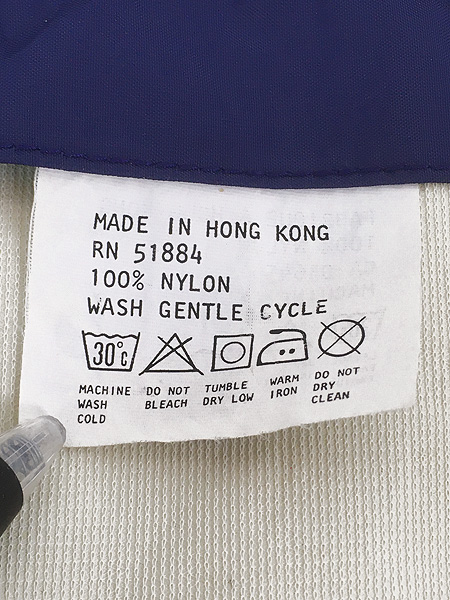 MADE IN HONG KONG
RN 51884
100% NYLON
WASH GENTLE CYCLE
30°C
MACHINE WASH COLD
DO NOT BLEACH
TUMBLE DRY LOW
WARM IRON
DO NOT DRY CLEAN